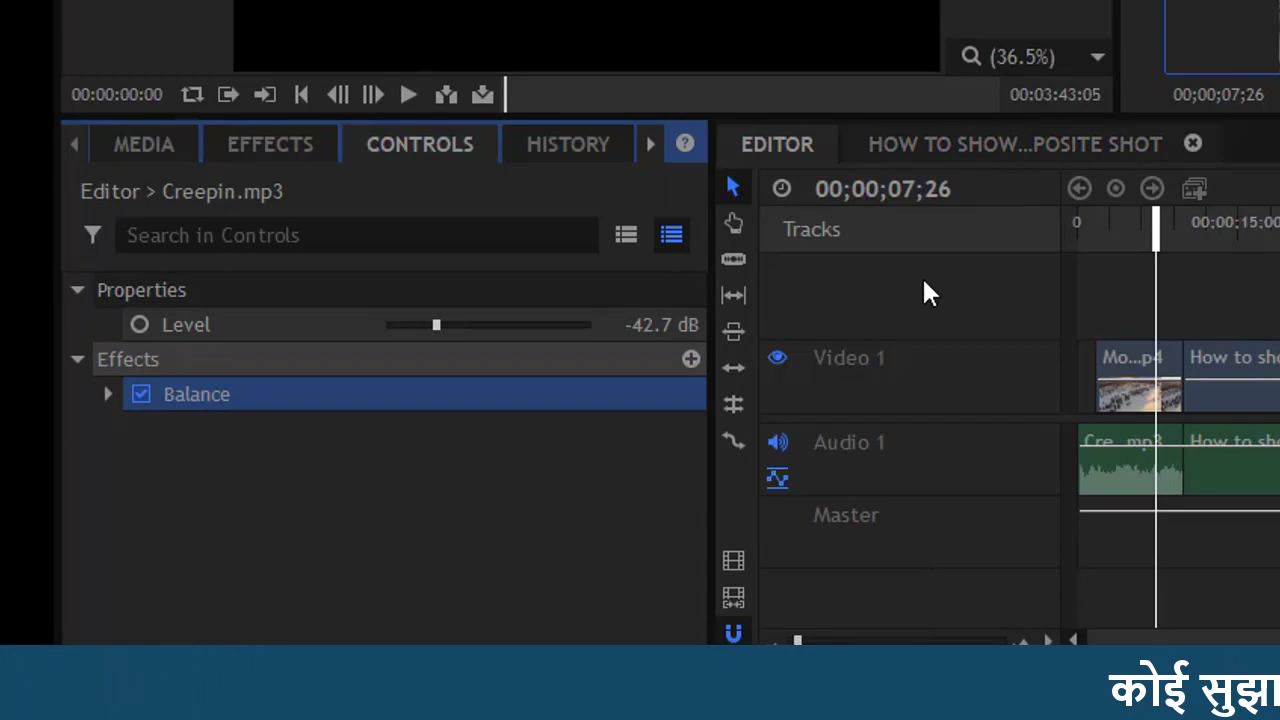 (36.5%)
00:00:00:00
00:03:43:05
00;00;07;26
MEDIA
EFFECTS
CONTROLS
HISTORY
?
EDITOR
HOW TO SHOW...POSITE SHOT
Editor > Creepin.mp3
00;00;07;26
Search in Controls
Tracks
0
00:00:15;00
Properties
Level
-42.7 dB
Effects
Video 1
Mo...p4
How to sho
Balance
Audio 1
Cre...mp3
How to sho
Master
कोई सुझा